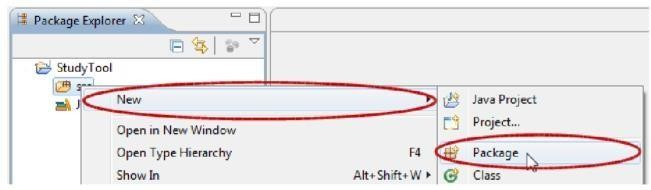 Package Explorer
StudyTool
src
New
Java Project
Project...
Open in New Window
Open Type Hierarchy F4
Package
Show In Alt+Shift+W
Class